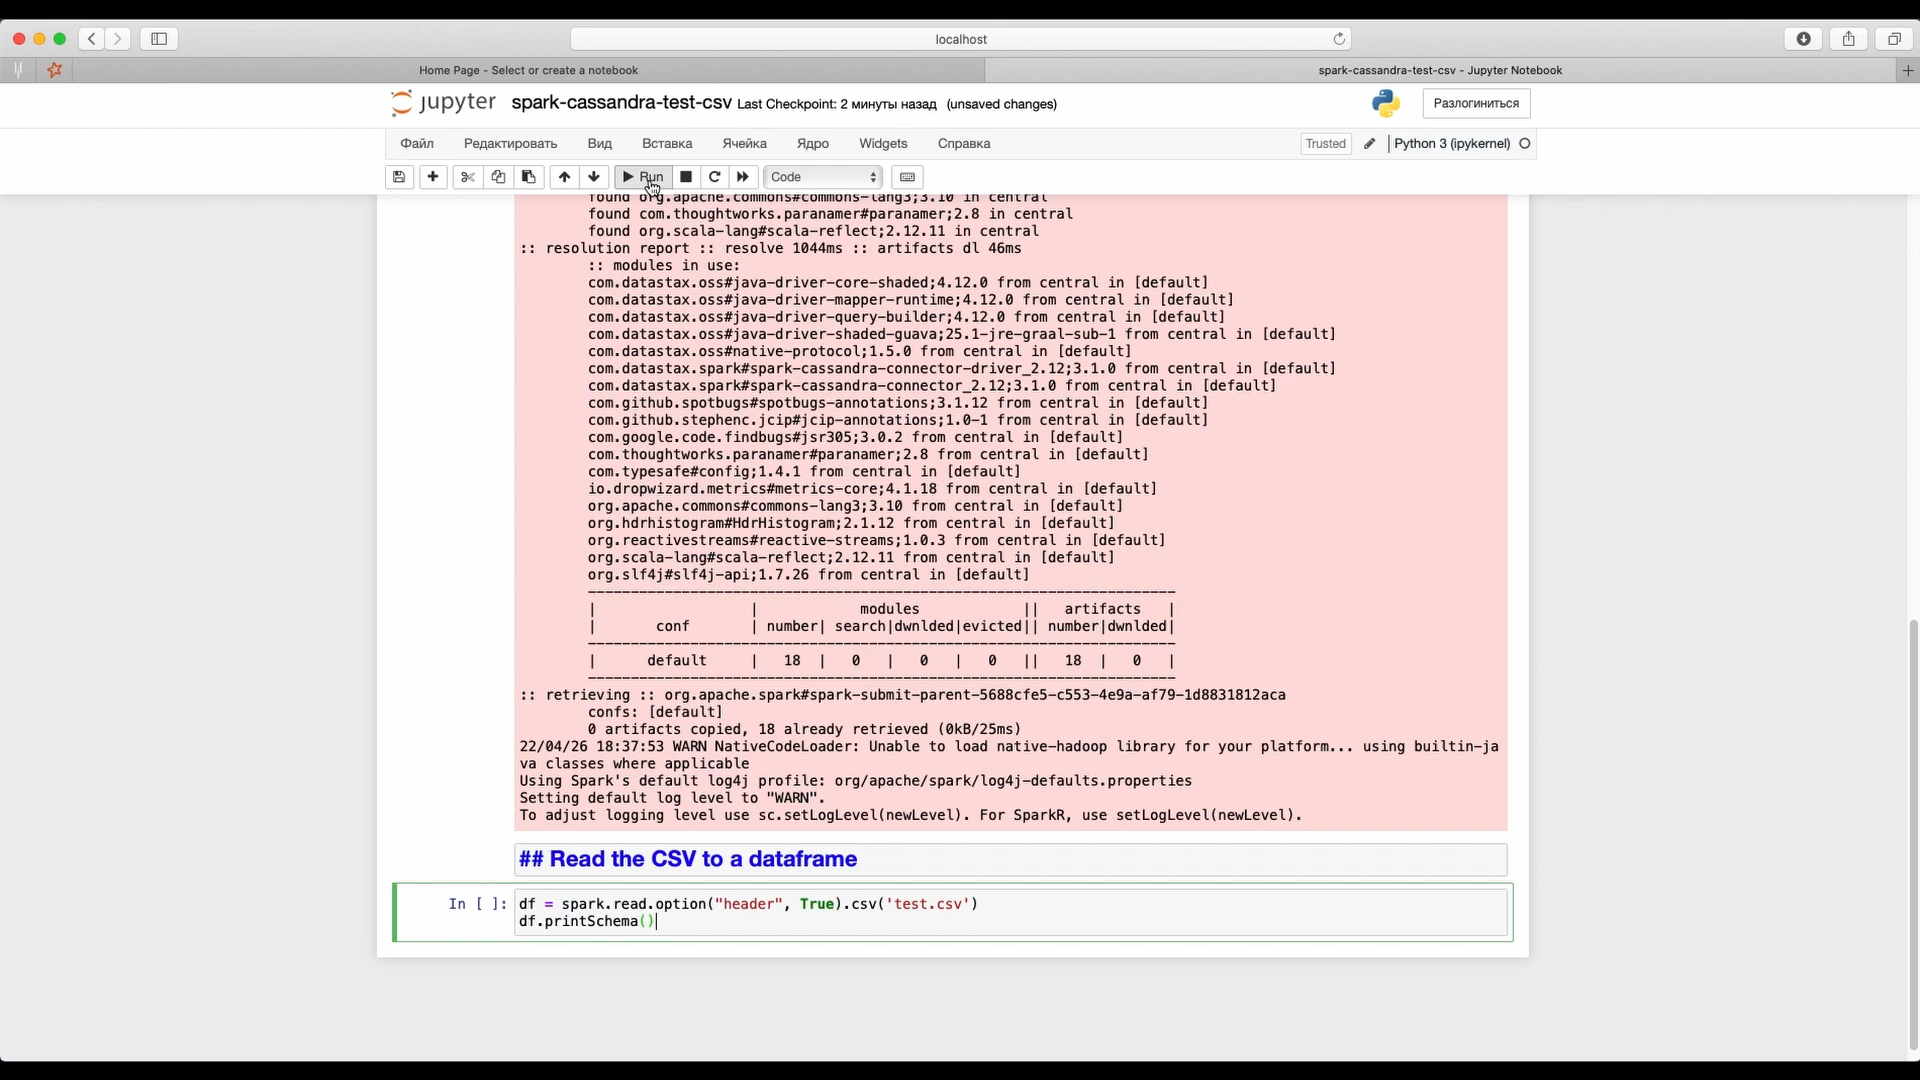 localhost
Home Page - Select or create a notebook
spark-cassandra-test-csv - Jupyter Notebook
jupyter spark-cassandra-test-csv Last Checkpoint: 2 минуты назад (unsaved changes)
Разлогиниться
Файл Редактировать Вид Вставка Ячейка Ядро Widgets Справка
Trusted
Python 3 (ipykernel)
Run
Code
found org.apache.commons#commons-lang3;3.10 in central
found com.thoughtworks.paranamer#paranamer;2.8 in central
found org.scala-lang#scala-reflect;2.12.11 in central
:: resolution report :: resolve 1044ms :: artifacts dl 46ms
:: modules in use:
com.datastax.oss#java-driver-core-shaded;4.12.0 from central in [default]
com.datastax.oss#java-driver-mapper-runtime;4.12.0 from central in [default]
com.datastax.oss#java-driver-query-builder;4.12.0 from central in [default]
com.datastax.oss#java-driver-shaded-guava;25.1-jre-graal-sub-1 from central in [default]
com.datastax.oss#native-protocol;1.5.0 from central in [default]
com.datastax.spark#spark-cassandra-connector-driver_2.12;3.1.0 from central in [default]
com.datastax.spark#spark-cassandra-connector_2.12;3.1.0 from central in [default]
com.github.spotbugs#spotbugs-annotations;3.1.12 from central in [default]
com.github.stephenc.jcip#jcip-annotations;1.0-1 from central in [default]
com.google.code.findbugs#jsr305;3.0.2 from central in [default]
com.thoughtworks.paranamer#paranamer;2.8 from central in [default]
com.typesafe#config;1.4.1 from central in [default]
io.dropwizard.metrics#metrics-core;4.1.18 from central in [default]
org.apache.commons#commons-lang3;3.10 from central in [default]
org.hdrhistogram#HdrHistogram;2.1.12 from central in [default]
org.reactivestreams#reactive-streams;1.0.3 from central in [default]
org.scala-lang#scala-reflect;2.12.11 from central in [default]
org.slf4j#slf4j-api;1.7.26 from central in [default]
---------------------------------------------------------------------
| | modules || artifacts |
| conf | number| search|dwnlded|evicted|| number|dwnlded|
---------------------------------------------------------------------
| default | 18 | 0 | 0 | 0 || 18 | 0 |
---------------------------------------------------------------------
:: retrieving :: org.apache.spark#spark-submit-parent-5688cfe5-c553-4e9a-af79-1d8831812aca
confs: [default]
0 artifacts copied, 18 already retrieved (0kB/25ms)
22/04/26 18:37:53 WARN NativeCodeLoader: Unable to load native-hadoop library for your platform... using builtin-ja
va classes where applicable
Using Spark's default log4j profile: org/apache/spark/log4j-defaults.properties
Setting default log level to "WARN".
To adjust logging level use sc.setLogLevel(newLevel). For SparkR, use setLogLevel(newLevel).
## Read the CSV to a dataframe
In [ ]: df = spark.read.option("header", True).csv('test.csv')
df.printSchema()